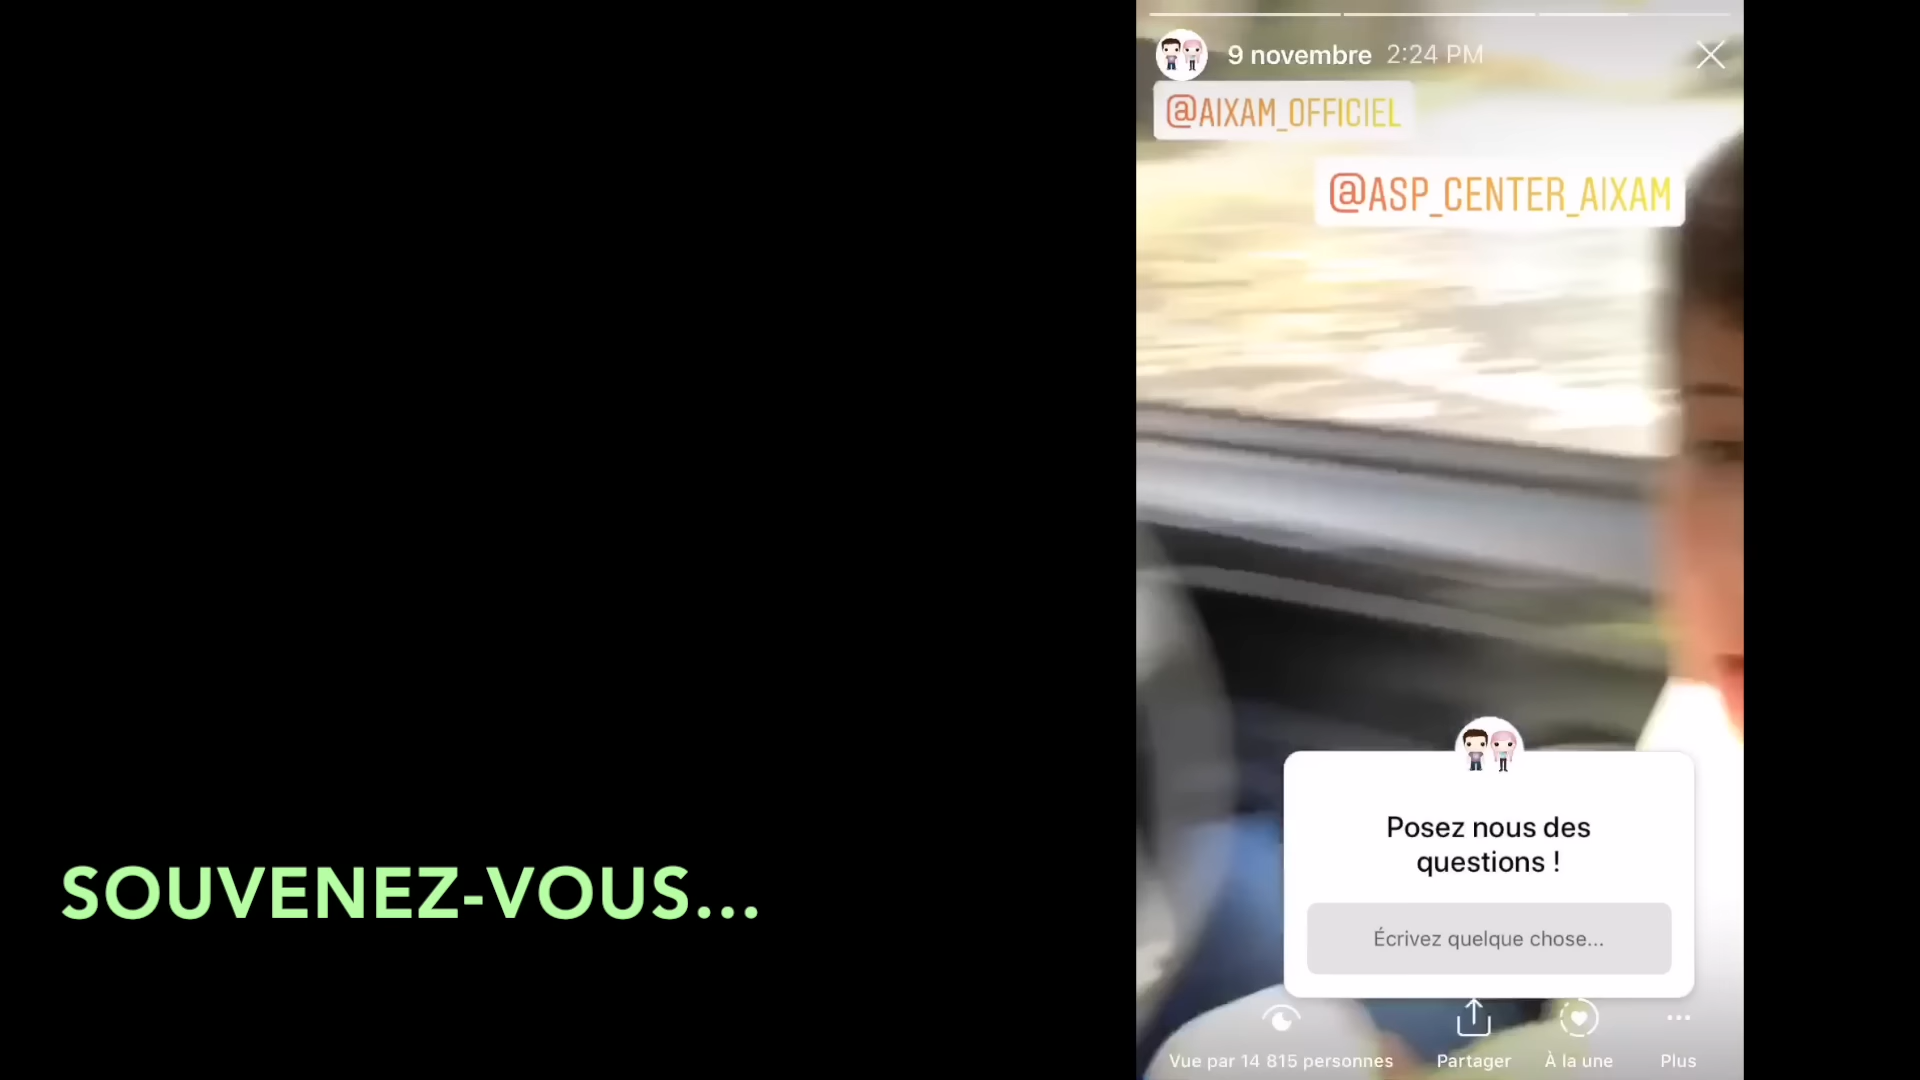 9 novembre 2:24 PM
@AIXAM_OFFICIEL
@ASP_CENTER_AIXAM
SOUVENEZ-VOUS...
Posez nous des
questions !
Écrivez quelque chose...
Vue par 14 815 personnes
Partager
À la une
Plus